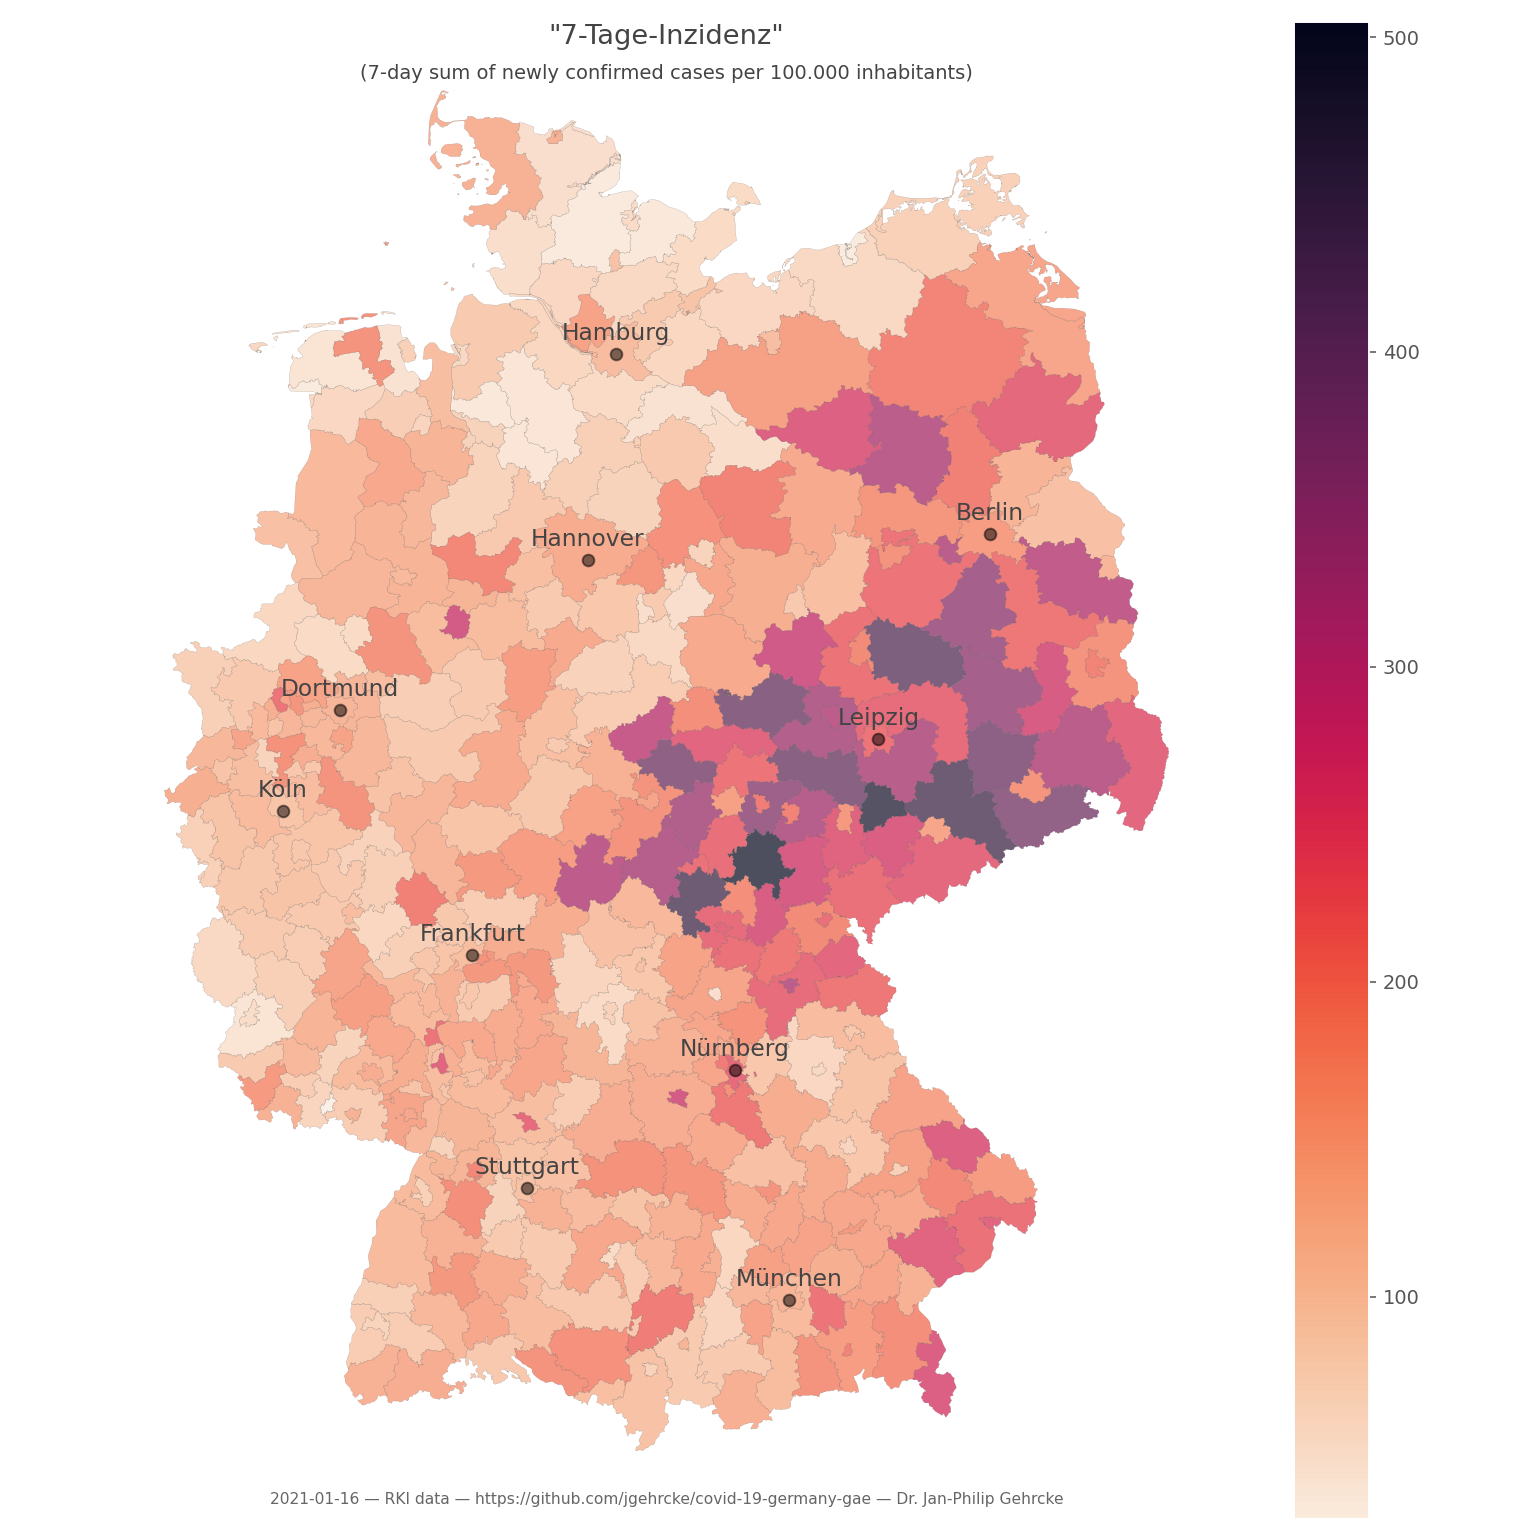 "7-Tage-Inzidenz"
(7-day sum of newly confirmed cases per 100.000 inhabitants)
500
400
300
200
100
Hamburg
Berlin
Hannover
Dortmund
Leipzig
Köln
Frankfurt
Nürnberg
Stuttgart
München
2021-01-16 — RKI data — https://github.com/jgehrcke/covid-19-germany-gae — Dr. Jan-Philip Gehrcke